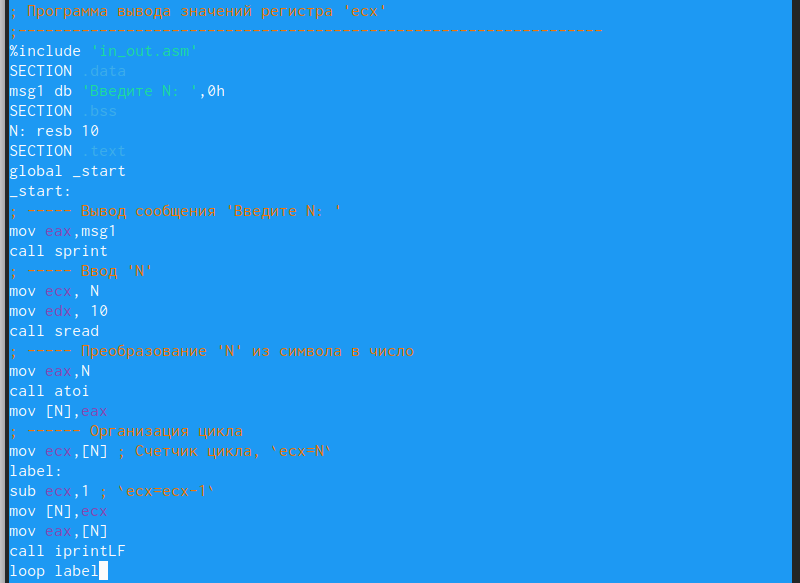 ; Программа вывода значений регистра 'ecx'
;-----------------------------------------------------------------
%include 'in_out.asm'
SECTION .data
msg1 db 'Введите N: ',0h
SECTION .bss
N: resb 10
SECTION .text
global _start
_start:
; ----- Вывод сообщения 'Введите N: '
mov eax,msg1
call sprint
; ----- Ввод 'N'
mov ecx, N
mov edx, 10
call sread
; ----- Преобразование 'N' из символа в число
mov eax,N
call atoi
mov [N],eax
; ------ Организация цикла
mov ecx,[N] ; Счетчик цикла, `ecx=N`
label:
sub ecx,1 ; `ecx=ecx-1`
mov [N],ecx
mov eax,[N]
call iprintLF
loop label